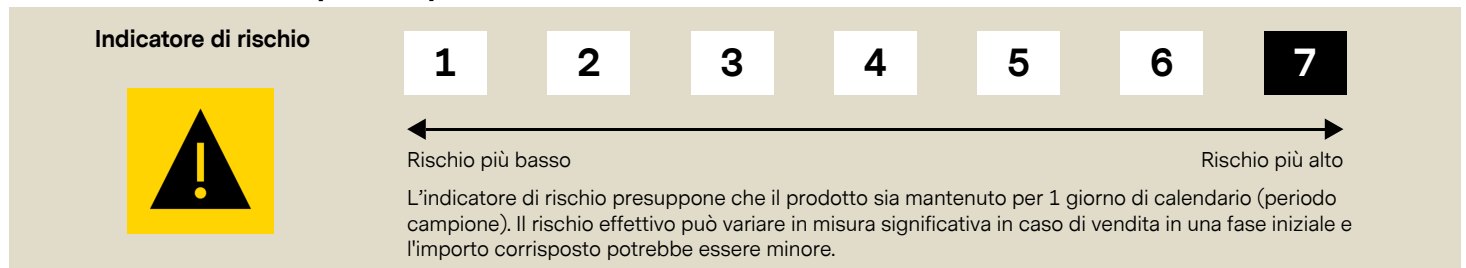 Indicatore di rischio
1 2 3 4 5 6 7
Rischio più basso
Rischio più alto
L'indicatore di rischio presuppone che il prodotto sia mantenuto per 1 giorno di calendario (periodo
campione). Il rischio effettivo può variare in misura significativa in caso di vendita in una fase iniziale e
l'importo corrisposto potrebbe essere minore.